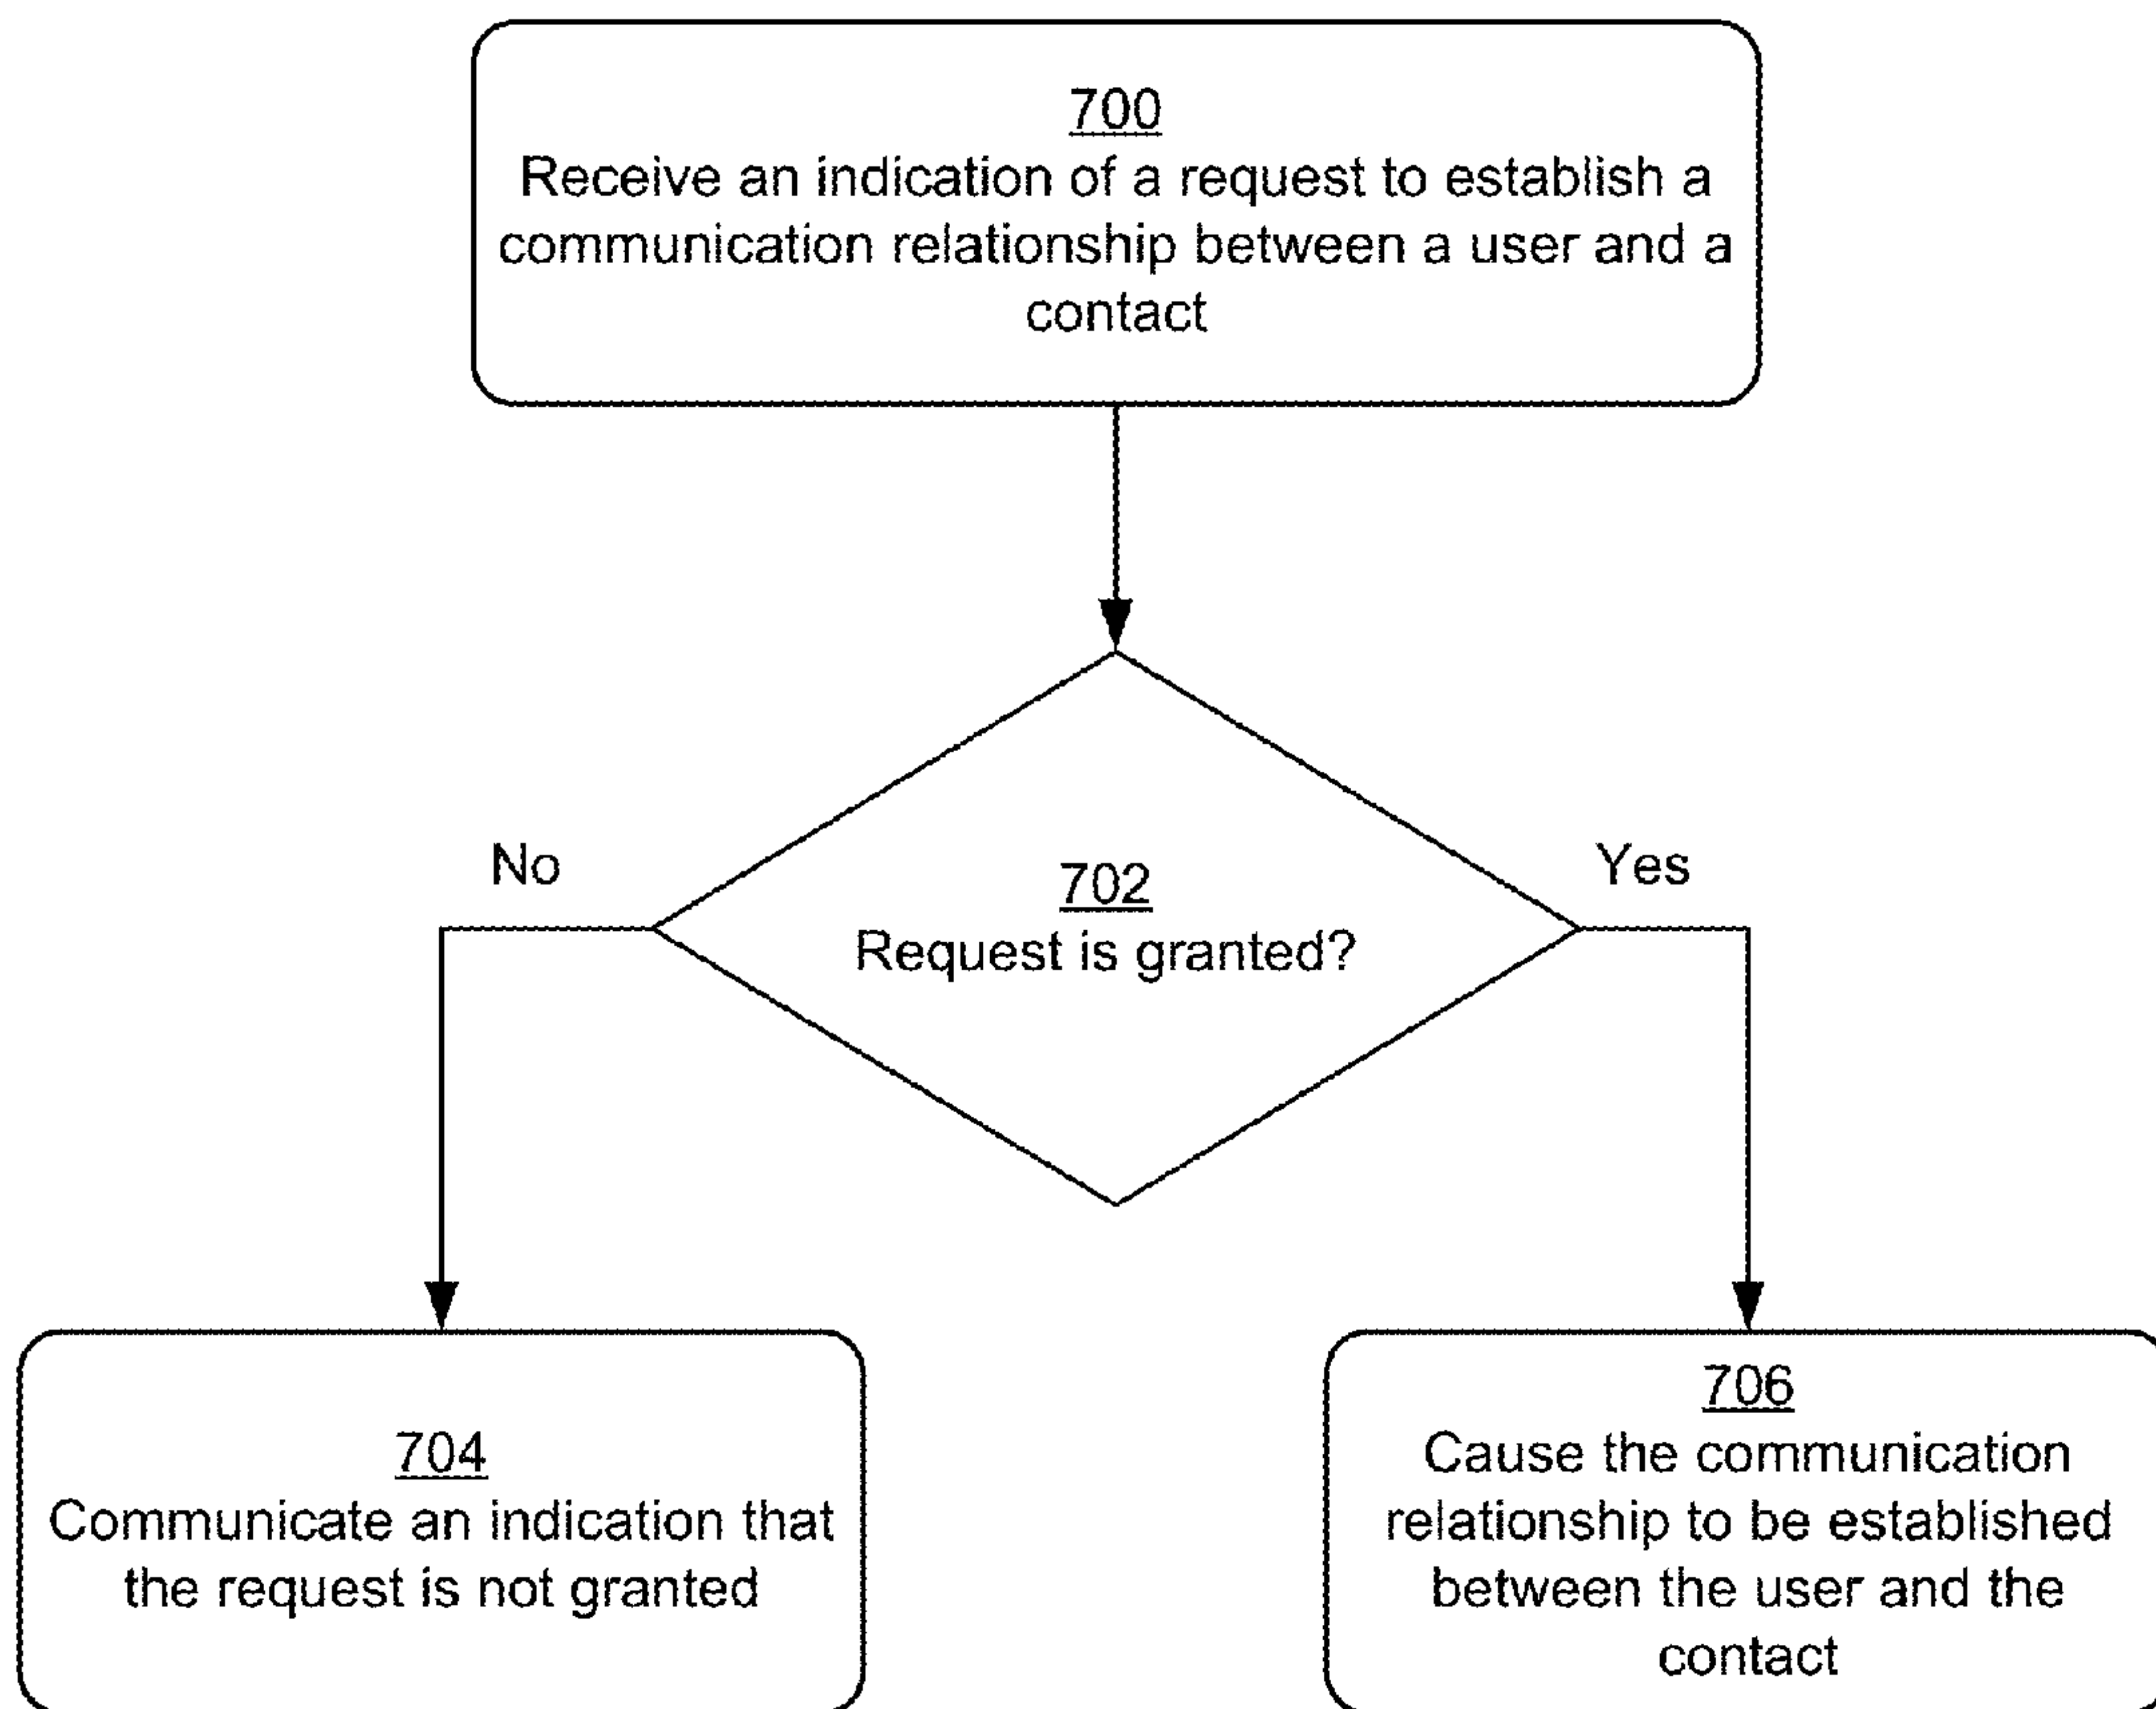 700
Receive an indication of a request to establish a
communication relationship between a user and a
contact
No
702
Request is granted?
Yes
704
Communicate an indication that
the request is not granted
706
Cause the communication
relationship to be established
between the user and the
contact